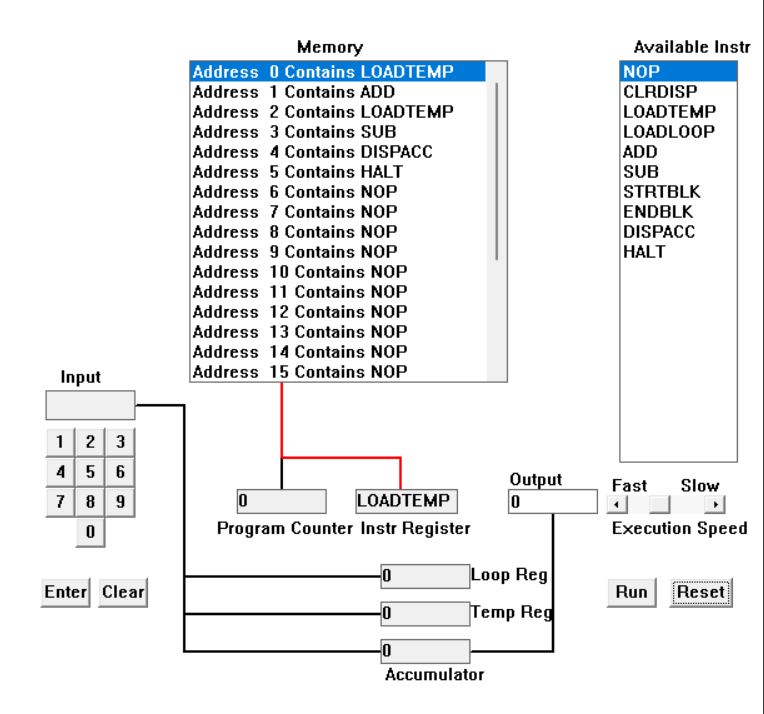 Memory
Address 0 Contains LOADTEMP
Address 1 Contains ADD
Address 2 Contains LOADTEMP
Address 3 Contains SUB
Address 4 Contains DISPACC
Address 5 Contains HALT
Address 6 Contains NOP
Address 7 Contains NOP
Address 8 Contains NOP
Address 9 Contains NOP
Address 10 Contains NOP
Address 11 Contains NOP
Address 12 Contains NOP
Address 13 Contains NOP
Address 14 Contains NOP
Address 15 Contains NOP
Available Instr
NOP
CLRDISP
LOADTEMP
LOADLOOP
ADD
SUB
STRTBLK
ENDBLK
DISPACC
HALT
Input
1 2 3
4 5 6
7 8 9
0
Enter Clear
0
Program Counter
LOADTEMP
Instr Register
Output
0
Fast Slow
Execution Speed
0 Loop Reg
0 Temp Reg
0
Accumulator
Run Reset